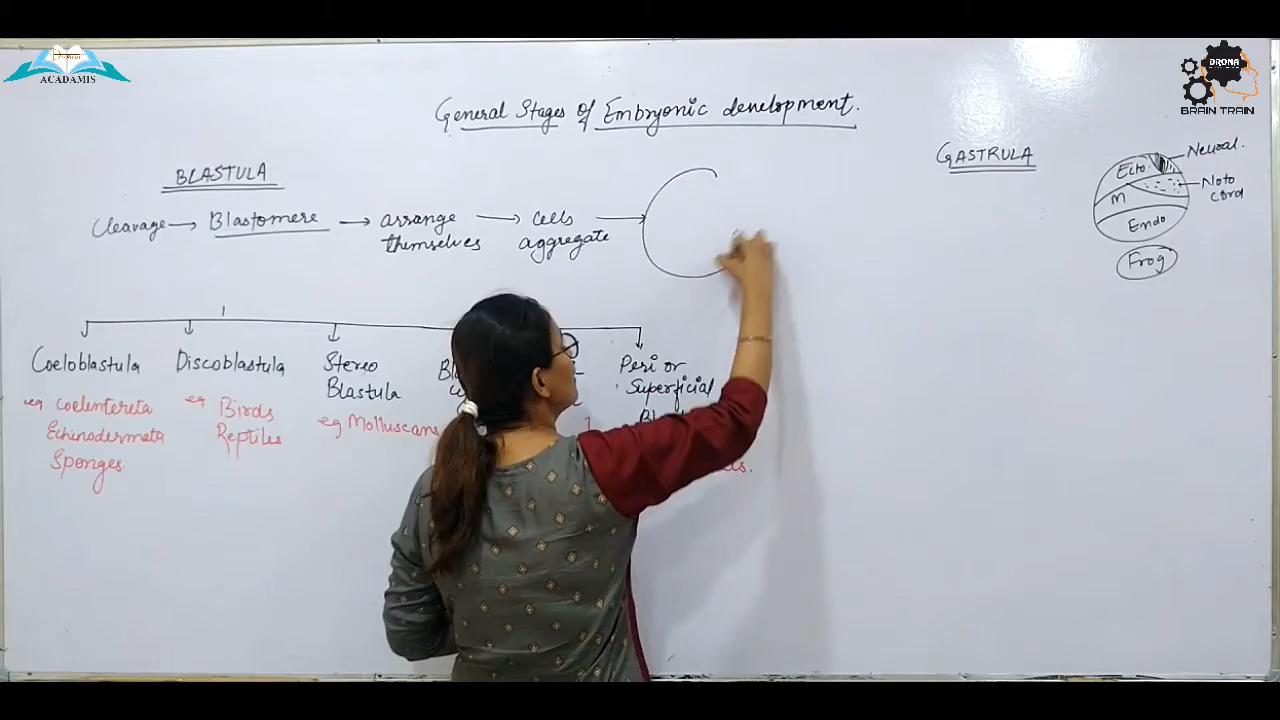 ACADAMIS
DRONA
BRAIN TRAIN
General Stages of Embryonic development.
BLASTULA
Cleavage → Blastomere → arrange themselves → cells aggregate →
GASTRULA
Ecto
M
Endo
Neural.
Noto
Cord
Frog
Coeloblastula
eg Coelentereta
Echinodermata
Sponges.
Discoblastula
eg Birds
Reptiles
Stereo
Blastula
eg Molluscans
Peri or
Superficial